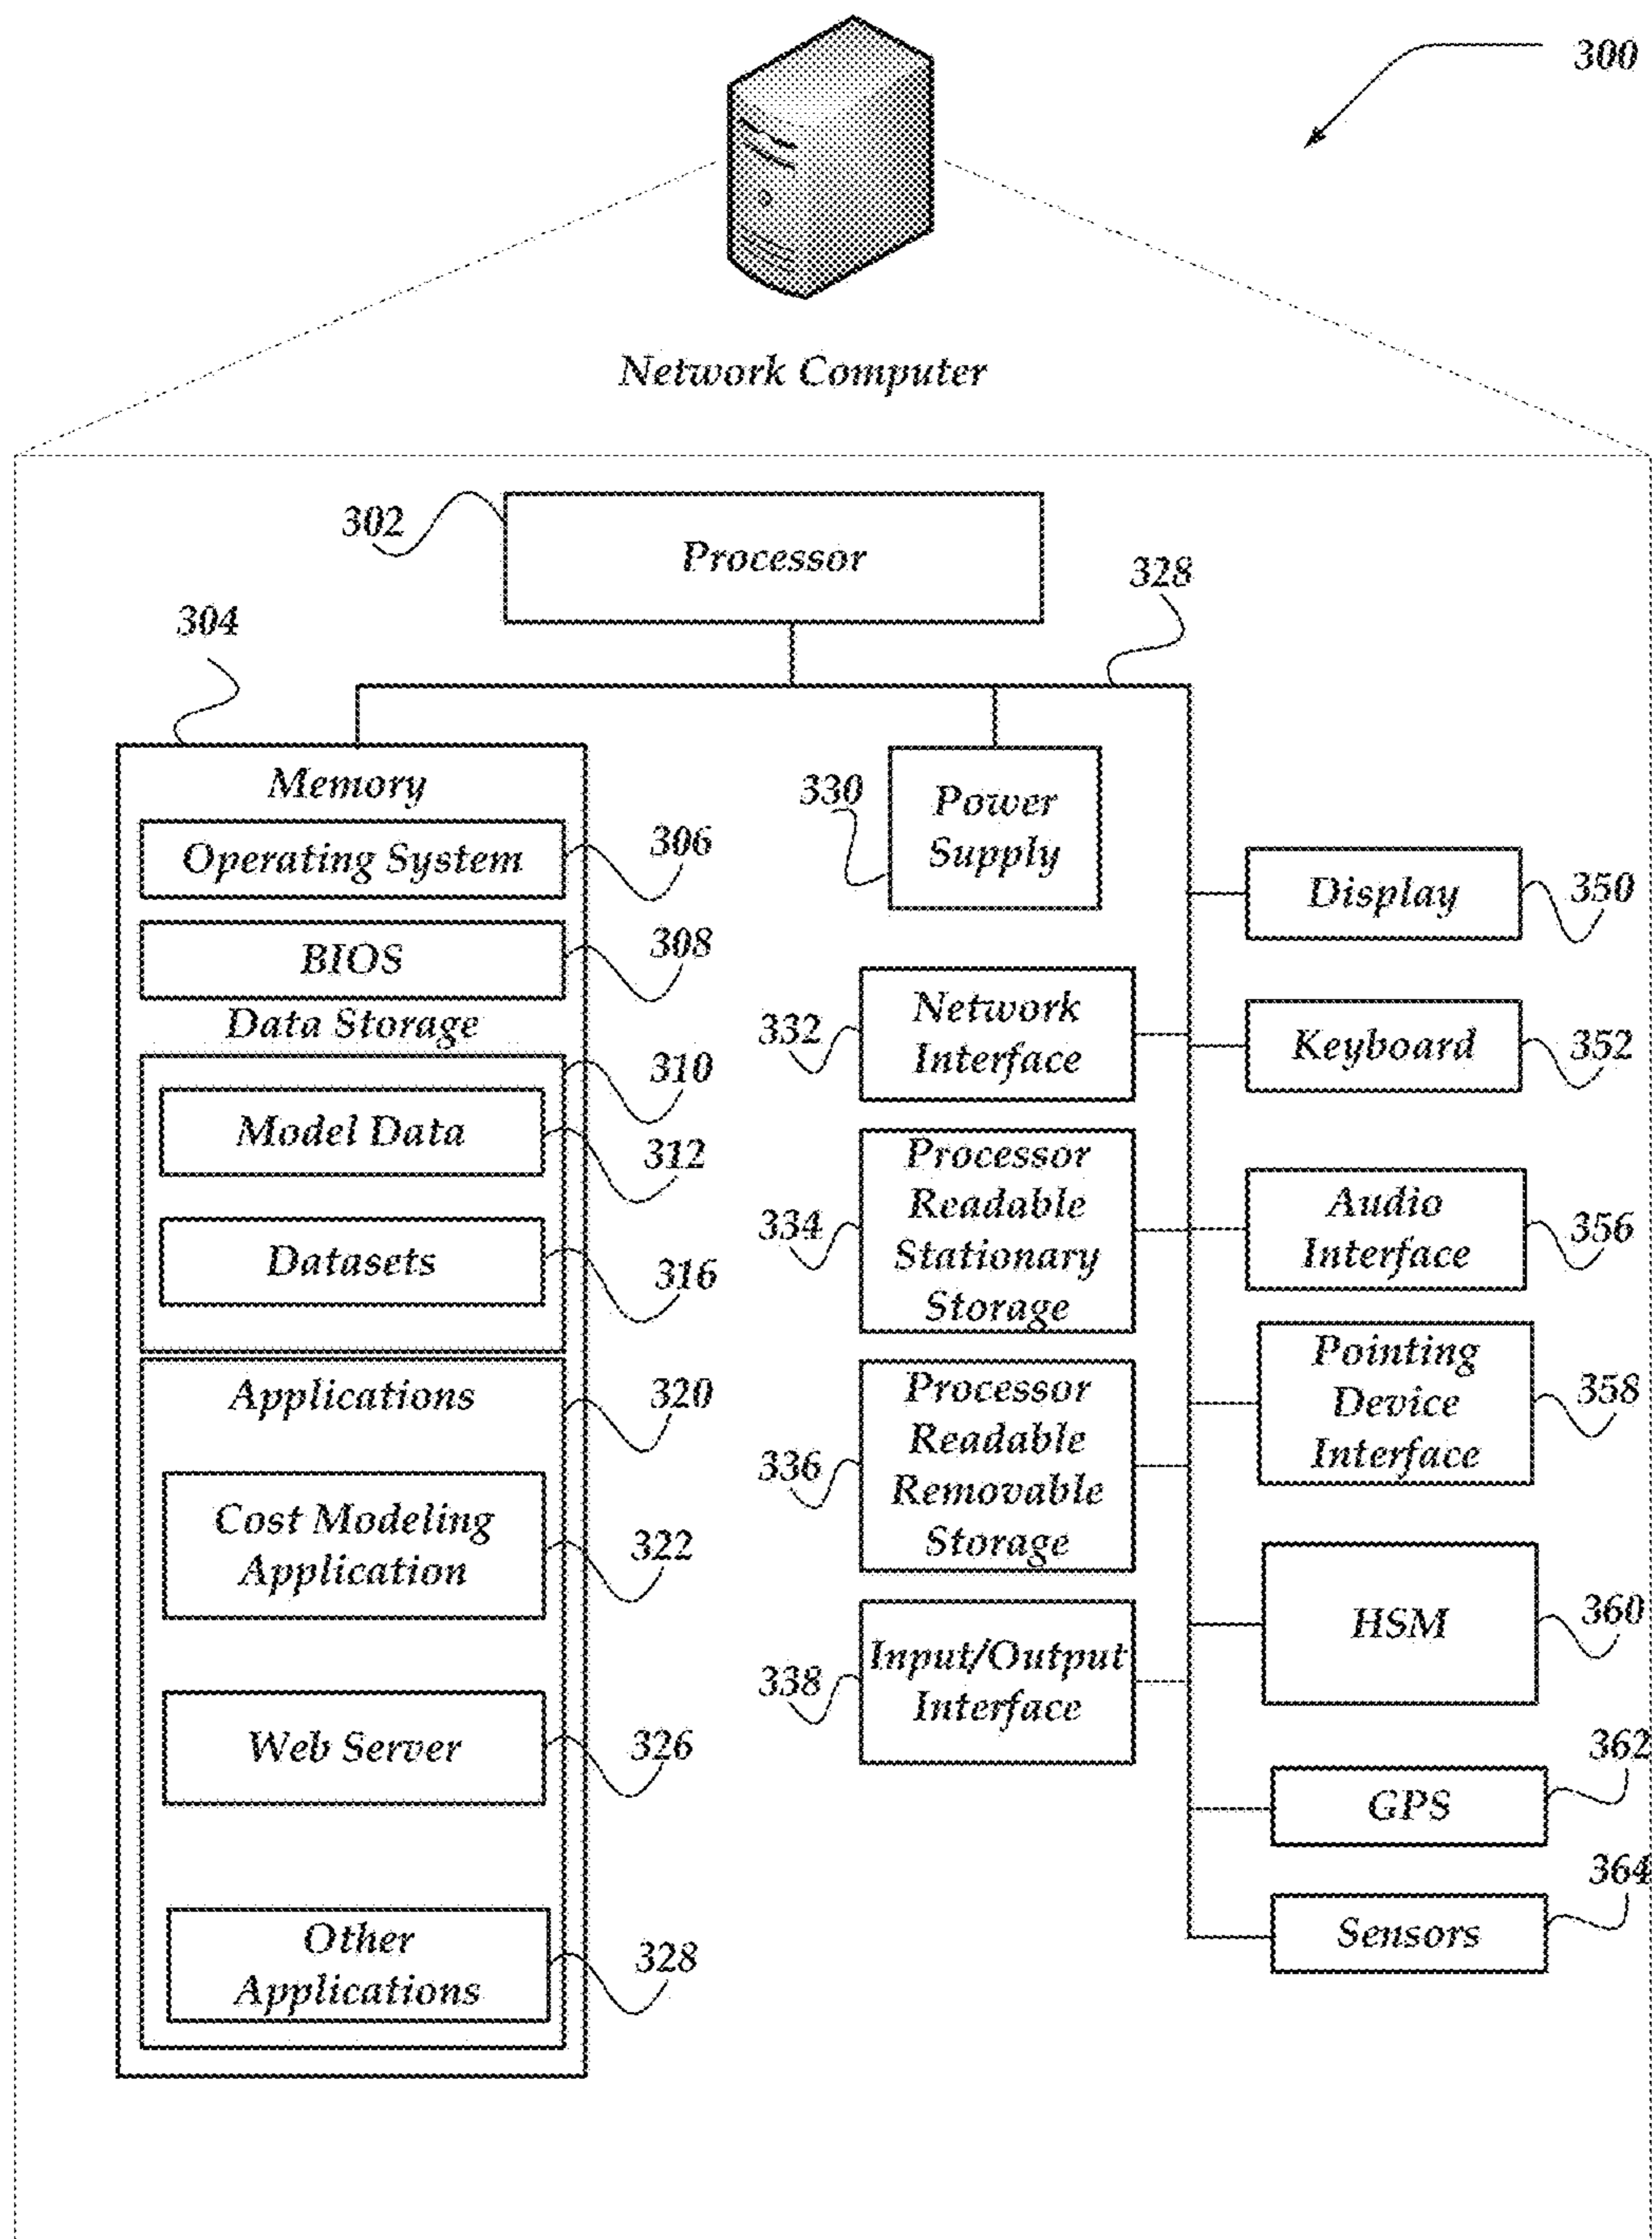 300
Network Computer
302
Processor
328
304
Memory
Operating System
306
BIOS
308
Data Storage
310
Model Data
312
Datasets
316
Applications
320
Cost Modeling
Application
322
Web Server
326
Other
Applications
328
330
Power
Supply
332
Network
Interface
334
Processor
Readable
Stationary
Storage
336
Processor
Readable
Removable
Storage
338
Input/Output
Interface
Display
350
Keyboard
352
Audio
Interface
356
Pointing
Device
Interface
358
HSM
360
GPS
362
Sensors
364